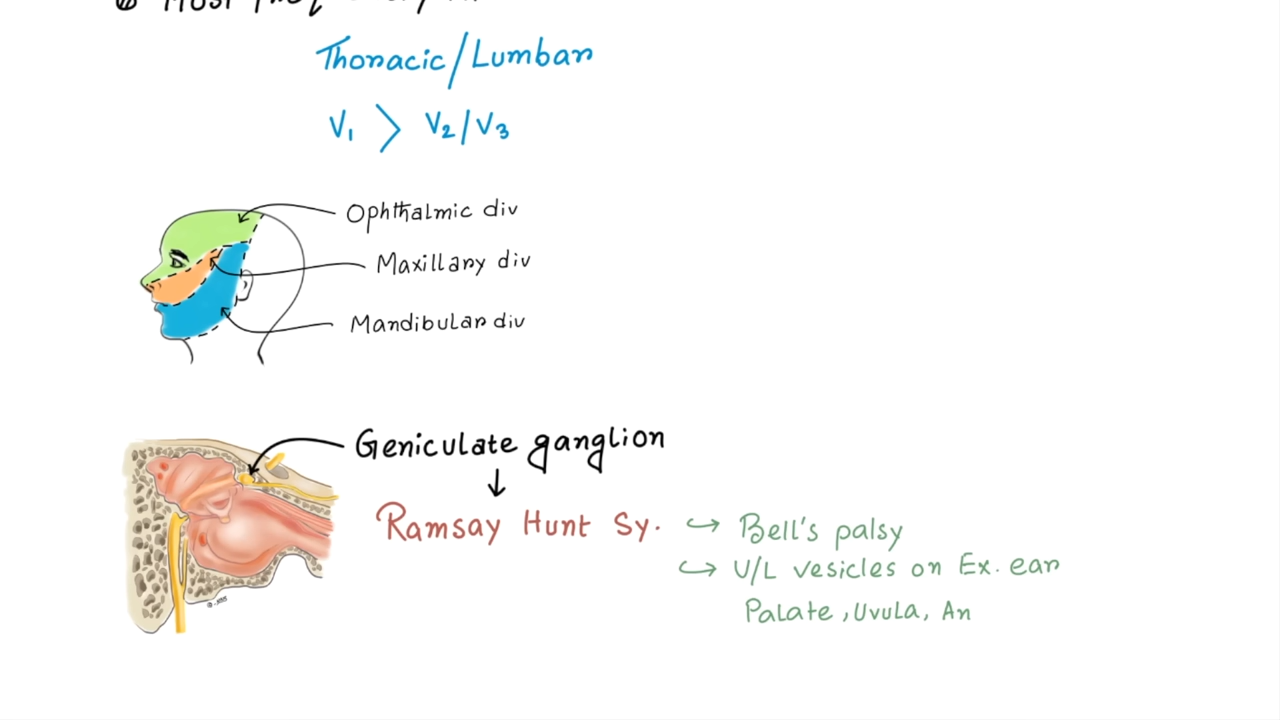 Thoracic/Lumbar
V₁ > V₂/V₃
Ophthalmic div
Maxillary div
Mandibular div
Geniculate ganglion
↓
Ramsay Hunt Sy. ↪ Bell's palsy
↪ U/L vesicles on Ex. ear
Palate, Uvula, An